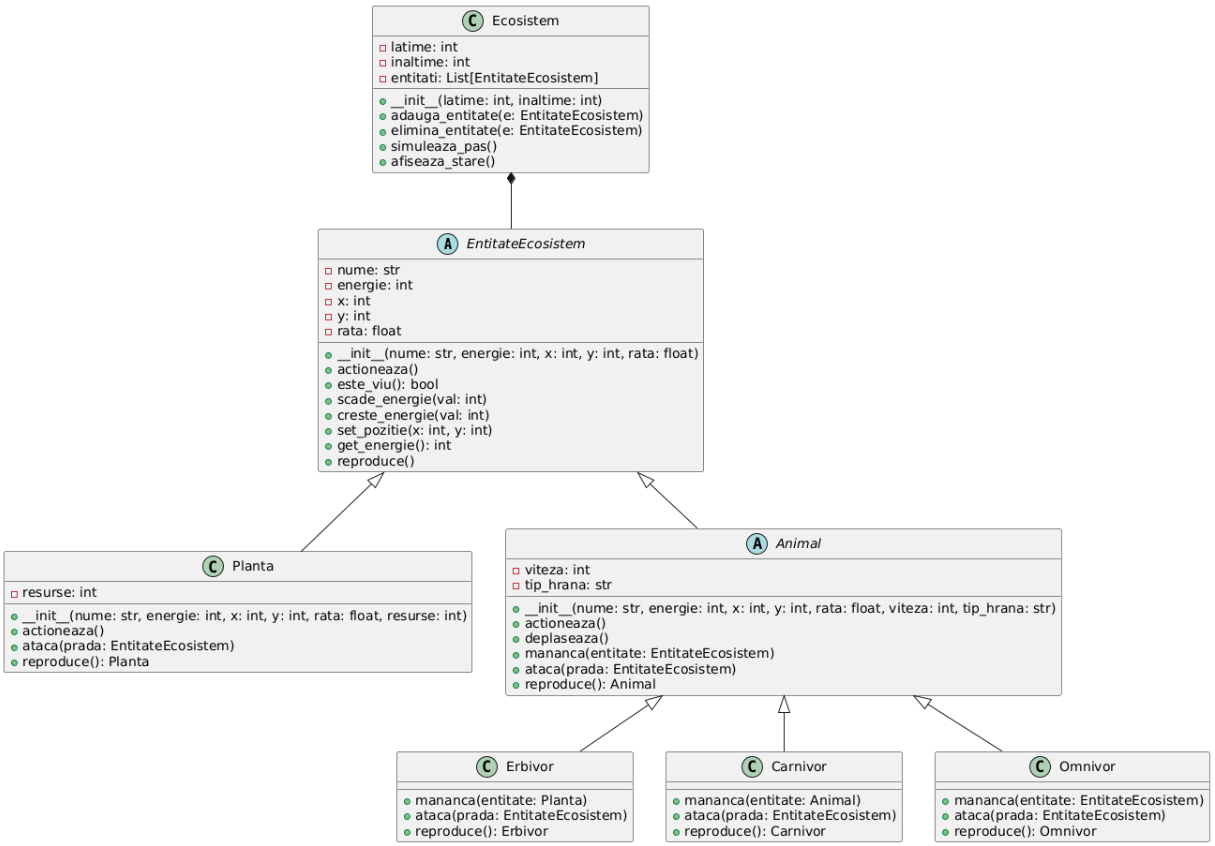 C Ecosistem
latime: int
inaltime: int
entitati: List[EntitateEcosistem]
__init__(latime: int, inaltime: int)
adauga_entitate(e: EntitateEcosistem)
elimina_entitate(e: EntitateEcosistem)
simuleaza_pas()
afiseaza_stare()
A EntitateEcosistem
nume: str
energie: int
x: int
y: int
rata: float
__init__(nume: str, energie: int, x: int, y: int, rata: float)
actioneaza()
este_viu(): bool
scade_energie(val: int)
creste_energie(val: int)
set_pozitie(x: int, y: int)
get_energie(): int
reproduce()
C Planta
resurse: int
__init__(nume: str, energie: int, x: int, y: int, rata: float, resurse: int)
actioneaza()
ataca(prada: EntitateEcosistem)
reproduce(): Planta
A Animal
viteza: int
tip_hrana: str
__init__(nume: str, energie: int, x: int, y: int, rata: float, viteza: int, tip_hrana: str)
actioneaza()
deplaseaza()
mananca(entitate: EntitateEcosistem)
ataca(prada: EntitateEcosistem)
reproduce(): Animal
C Erbivor
mananca(entitate: Planta)
ataca(prada: EntitateEcosistem)
reproduce(): Erbivor
C Carnivor
mananca(entitate: Animal)
ataca(prada: EntitateEcosistem)
reproduce(): Carnivor
C Omnivor
mananca(entitate: EntitateEcosistem)
ataca(prada: EntitateEcosistem)
reproduce(): Omnivor